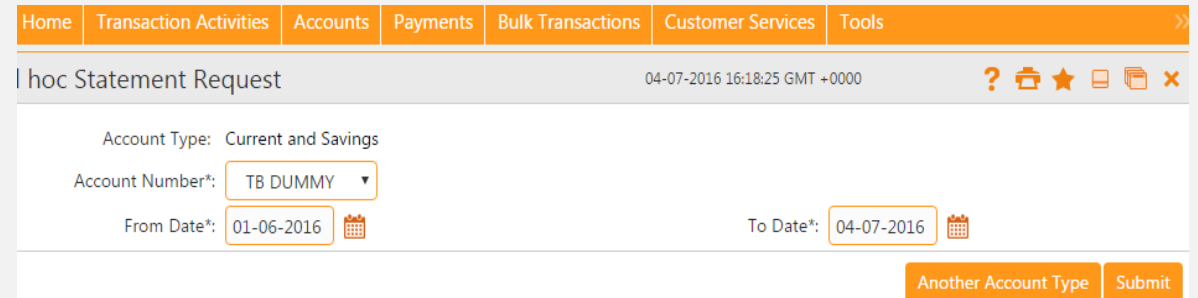 Home Transaction Activities Accounts Payments Bulk Transactions Customer Services Tools »
hoc Statement Request 04-07-2016 16:18:25 GMT +0000 ?
Account Type: Current and Savings
Account Number*: TB DUMMY
From Date*: 01-06-2016 To Date*: 04-07-2016
Another Account Type Submit